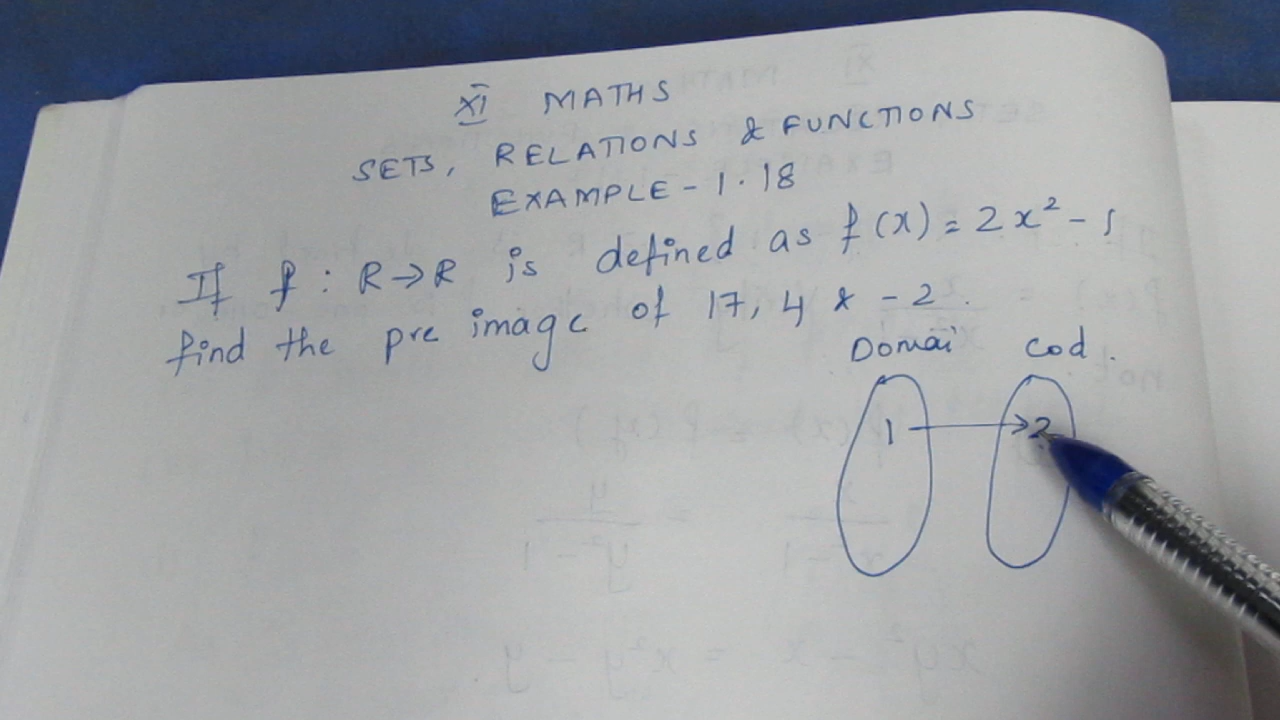 XI MATHS
SETS, RELATIONS & FUNCTIONS
EXAMPLE - 1.18
If f : R→R is defined as f(x) = 2x² - 1
find the pre image of 17, 4 & -2.
Domai cod.
1 → 2